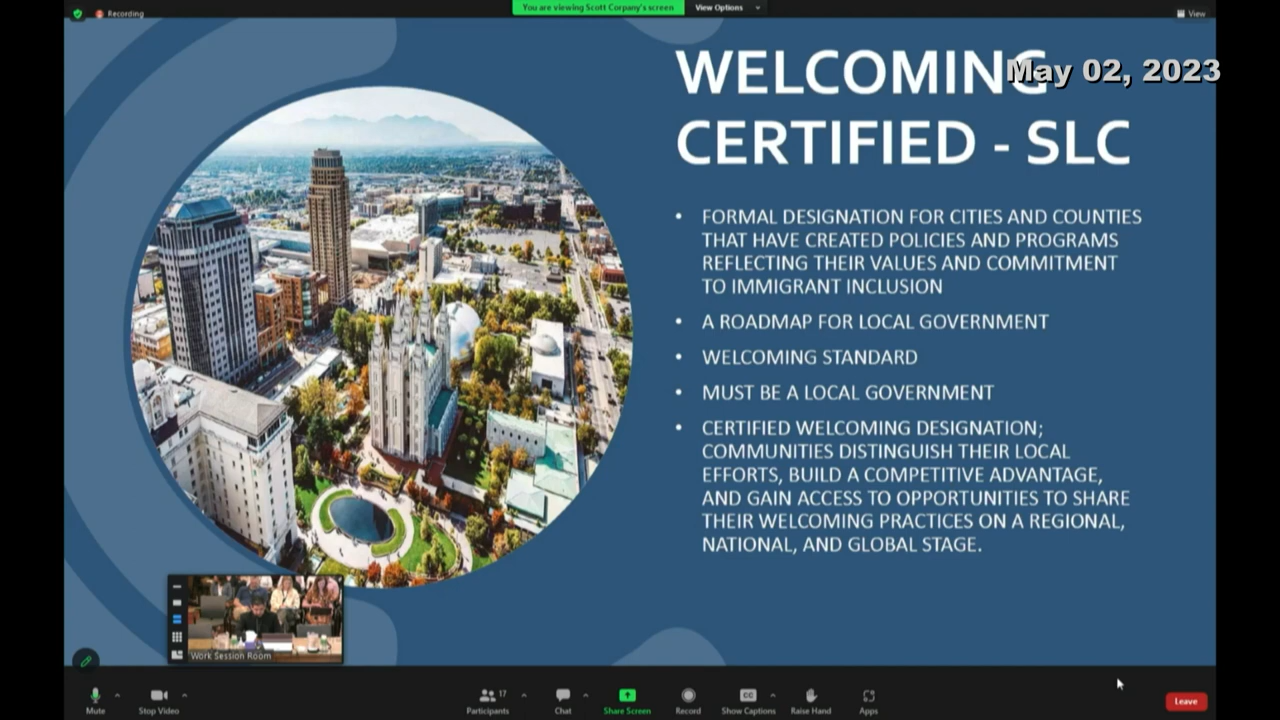 Recording
You are viewing Scott Corpany's screen
View Options
View
WELCOMING
May 02, 2023
CERTIFIED - SLC
• FORMAL DESIGNATION FOR CITIES AND COUNTIES
THAT HAVE CREATED POLICIES AND PROGRAMS
REFLECTING THEIR VALUES AND COMMITMENT
TO IMMIGRANT INCLUSION
• A ROADMAP FOR LOCAL GOVERNMENT
• WELCOMING STANDARD
• MUST BE A LOCAL GOVERNMENT
• CERTIFIED WELCOMING DESIGNATION;
COMMUNITIES DISTINGUISH THEIR LOCAL
EFFORTS, BUILD A COMPETITIVE ADVANTAGE,
AND GAIN ACCESS TO OPPORTUNITIES TO SHARE
THEIR WELCOMING PRACTICES ON A REGIONAL,
NATIONAL, AND GLOBAL STAGE.
Work Session Room
Mute
Stop Video
Participants
17
Chat
Share Screen
Record
CC
Show Captions
Raise Hand
Apps
Leave